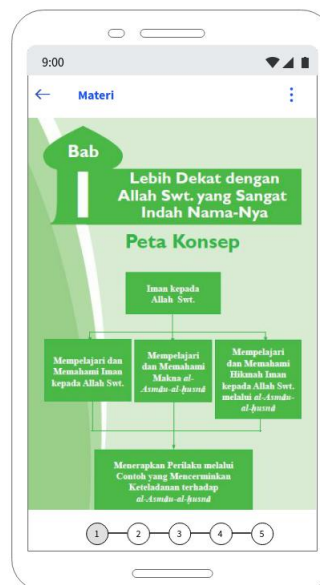 9:00
Materi
Bab
I
Lebih Dekat dengan
Allah Swt. yang Sangat
Indah Nama-Nya
Peta Konsep
Iman kepada
Allah Swt.
Mempelajari dan
Memahami Iman
kepada Allah Swt.
Mempelajari
dan Memahami
Makna al-
Asmāu-al-ḥusnā
Mempelajari
dan Memahami
Hikmah Iman
kepada Allah Swt.
melalui al-Asmāu-
al-ḥusnā
Menerapkan Perilaku melalui
Contoh yang Mencerminkan
Keteladanan terhadap
al-Asmāu-al-ḥusnā
1
2
3
4
5